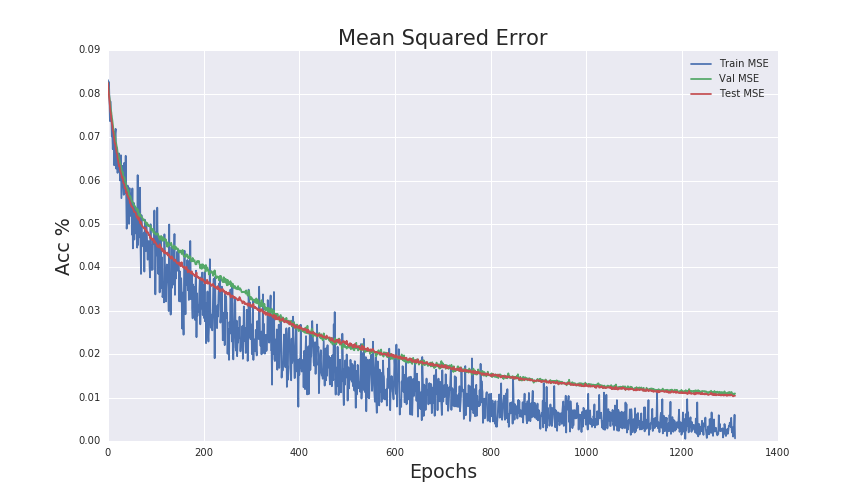 Mean Squared Error
0.09
0.08
0.07
0.06
0.05
0.04
0.03
0.02
0.01
0.00
Acc %
Train MSE
Val MSE
Test MSE
0 200 400 600 800 1000 1200 1400
Epochs